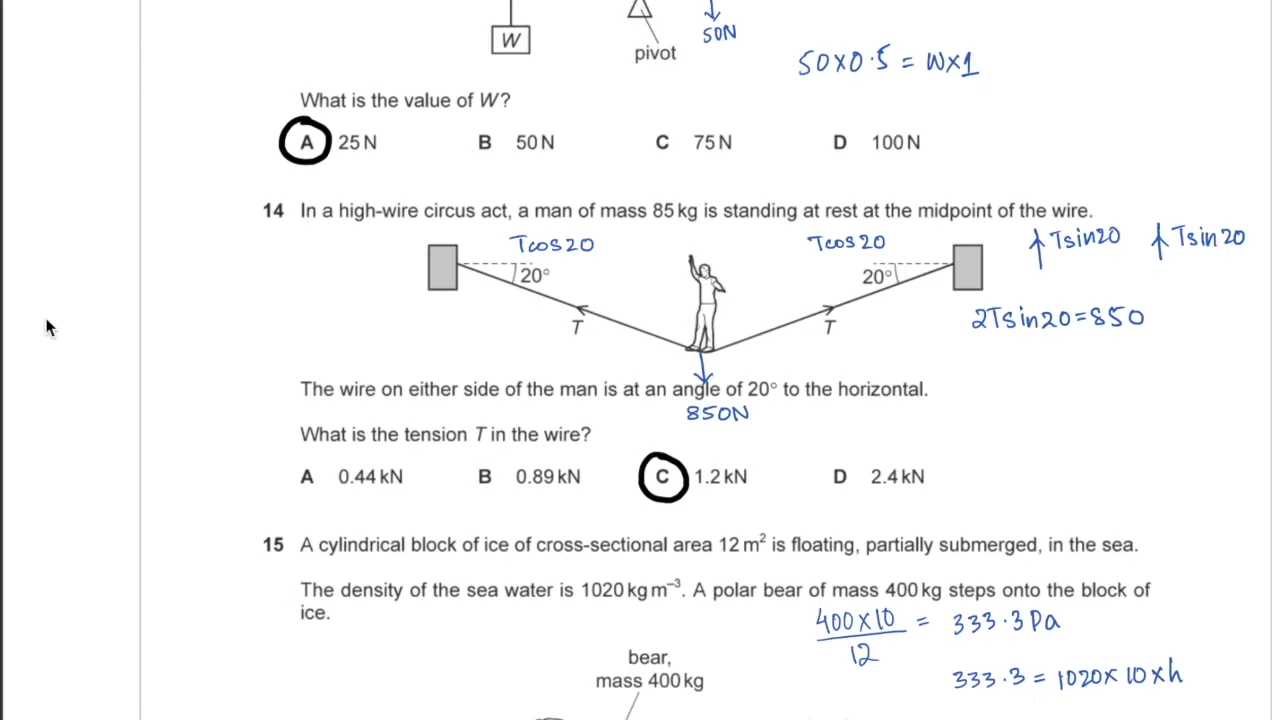 W
pivot
50N
50×0.5 = W×1
What is the value of W?
A 25 N B 50 N C 75 N D 100 N
14 In a high-wire circus act, a man of mass 85 kg is standing at rest at the midpoint of the wire.
Tcos20 Tcos20 Tsin20 Tsin20
20° 20°
T T 2Tsin20=850
The wire on either side of the man is at an angle of 20° to the horizontal.
850N
What is the tension T in the wire?
A 0.44 kN B 0.89 kN C 1.2 kN D 2.4 kN
15 A cylindrical block of ice of cross-sectional area 12 m² is floating, partially submerged, in the sea.
The density of the sea water is 1020 kg m⁻³. A polar bear of mass 400 kg steps onto the block of
ice.
400×10 = 333.3 Pa
12
bear,
mass 400 kg
333.3 = 1020×10×h